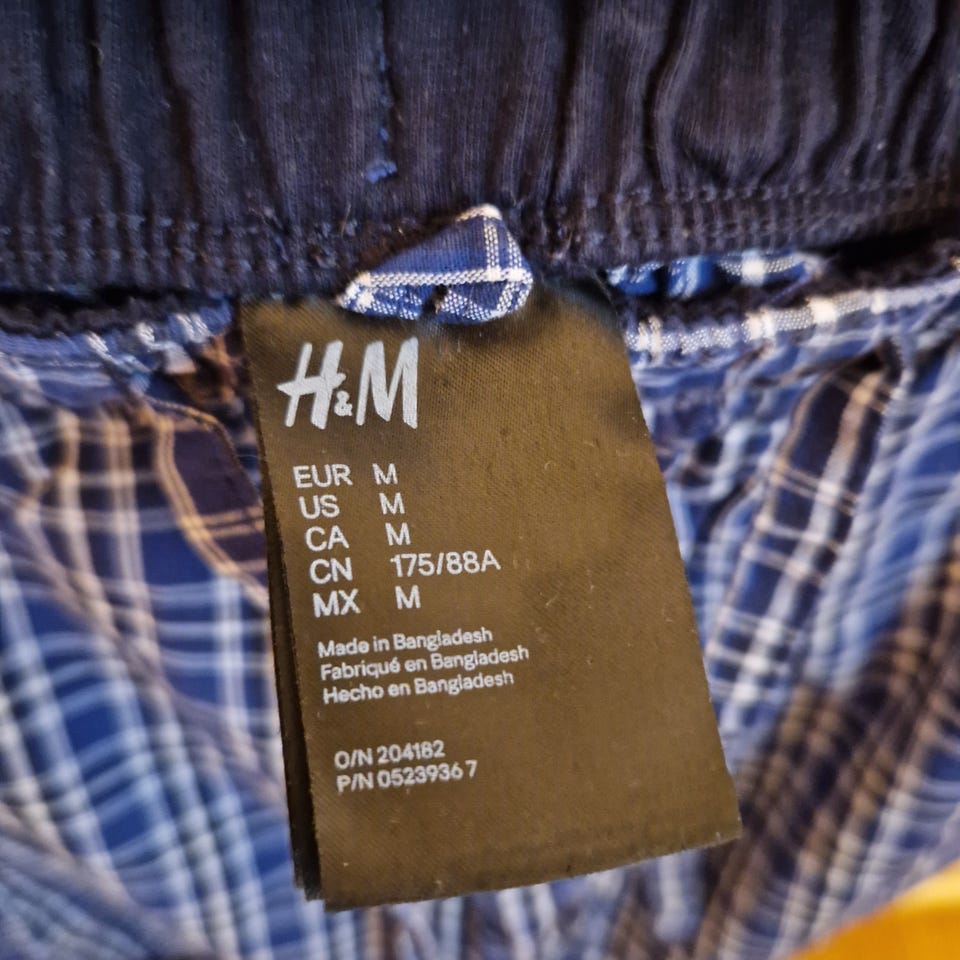 H&M
EUR M
US M
CA M
CN 175/88A
MX M
Made in Bangladesh
Fabriqué en Bangladesh
Hecho en Bangladesh
O/N 204182
P/N 0523936 7